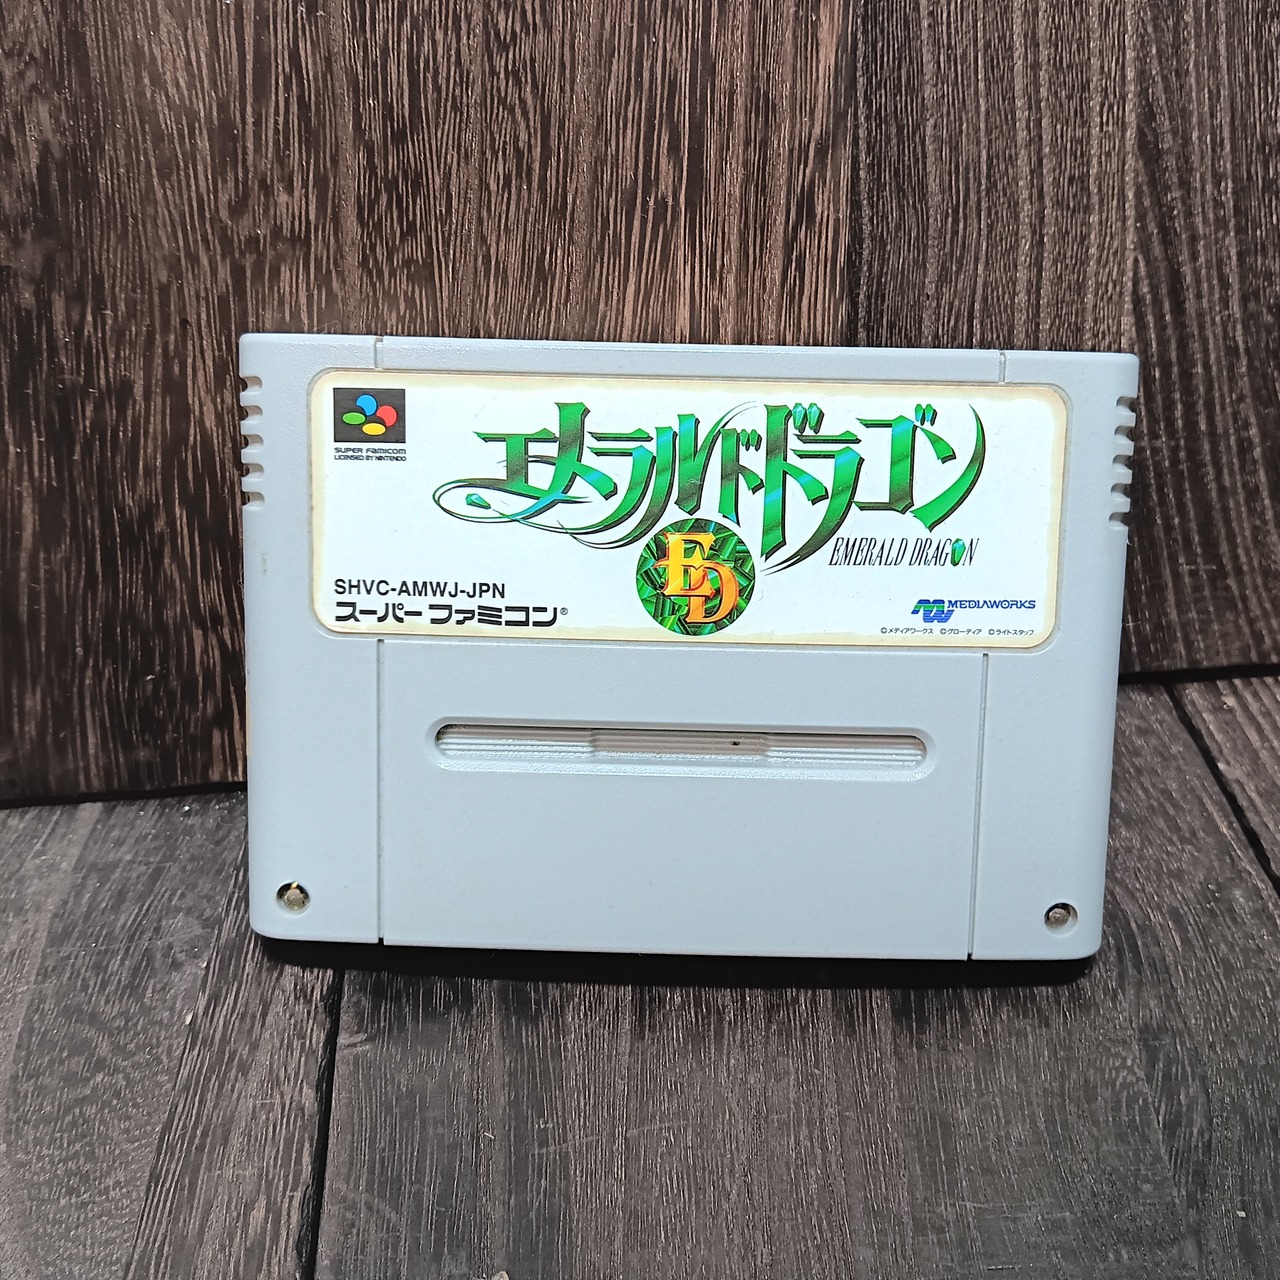 SUPER FAMICOM
LICENSED BY NINTENDO
エメラルドドラゴン
EMERALD DRAGON
ED
SHVC-AMWJ-JPN
スーパーファミコン®
MEDIAWORKS
©メディアワークス ©グローディア ©ライトスタッフ